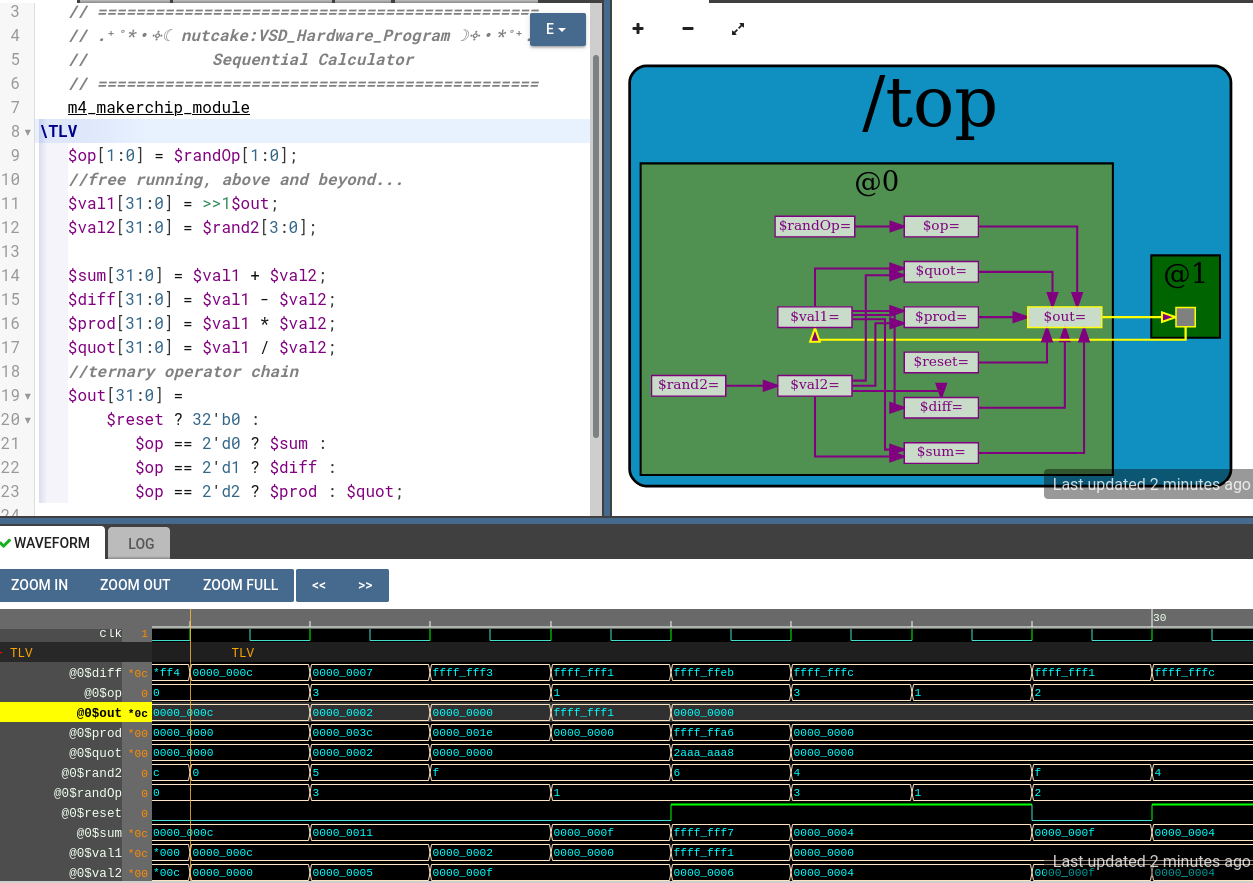 3 // ==============================================
4 // .⁺˚*•✧☾ nutcake:VSD_Hardware_Program ☽✧•*˚⁺.
5 // Sequential Calculator
6 // ==============================================
7 m4_makerchip_module
8 \TLV
9 $op[1:0] = $randOp[1:0];
10 //free running, above and beyond...
11 $val1[31:0] = >>1$out;
12 $val2[31:0] = $rand2[3:0];
13
14 $sum[31:0] = $val1 + $val2;
15 $diff[31:0] = $val1 - $val2;
16 $prod[31:0] = $val1 * $val2;
17 $quot[31:0] = $val1 / $val2;
18 //ternary operator chain
19 $out[31:0] =
20 $reset ? 32'b0 :
21 $op == 2'd0 ? $sum :
22 $op == 2'd1 ? $diff :
23 $op == 2'd2 ? $prod : $quot;
24
E
/top
@0
@1
$randOp= $op=
$quot=
$val1= $prod= $out=
$reset=
$rand2= $val2=
$diff=
$sum=
Last updated 2 minutes ago
WAVEFORM LOG
ZOOM IN ZOOM OUT ZOOM FULL << >>
30
clk 1
TLV TLV
@0$diff *0c *ff4 0000_000c 0000_0007 ffff_fff3 ffff_fff1 ffff_ffeb ffff_fffc ffff_fff1 ffff_fffc
@0$op 0 0 3 1 3 1 2
@0$out *0c 0000_000c 0000_0002 0000_0000 ffff_fff1 0000_0000
@0$prod *00 0000_0000 0000_003c 0000_001e 0000_0000 ffff_ffa6 0000_0000
@0$quot *00 0000_0000 0000_0002 0000_0000 2aaa_aaa8 0000_0000
@0$rand2 0 c 0 5 f 6 4 f 4
@0$randOp 0 0 3 1 3 1 2
@0$reset 0
@0$sum *0c 0000_000c 0000_0011 0000_000f ffff_fff7 0000_0004 0000_000f 0000_0004
@0$val1 *0c *000 0000_000c 0000_0002 0000_0000 ffff_fff1 0000_0000
Last updated 2 minutes ago
@0$val2 *00 *00c 0000_0000 0000_0005 0000_000f 0000_0006 0000_0004 0000_000f 0000_0004